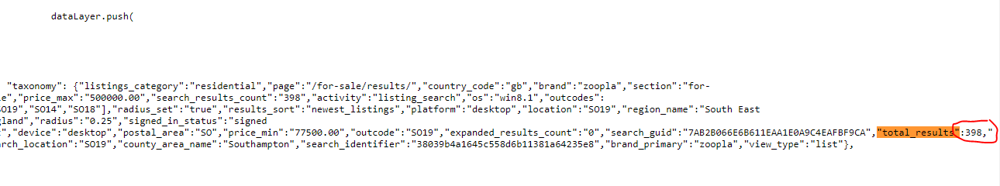 dataLayer.push(
"taxonomy": {"listings_category":"residential","page":"/for-sale/results/","country_code":"gb","brand":"zoopla","section":"for-
e","price_max":"500000.00","search_results_count":"398","activity":"listing_search","os":"win8.1","outcodes":
SO19","SO14","SO18"],"radius_set":"true","results_sort":"newest_listings","platform":"desktop","location":"SO19","region_name":"South East
gland","radius":"0.25","signed_in_status":"signed
","device":"desktop","postal_area":"SO","price_min":"77500.00","outcode":"SO19","expanded_results_count":"0","search_guid":"7AB2B066E6B611EAA1E0A9C4EAFBF9CA","total_results":398,"
rch_location":"SO19","county_area_name":"Southampton","search_identifier":"38039b4a1645c558d6b11381a64235e8","brand_primary":"zoopla","view_type":"list"},